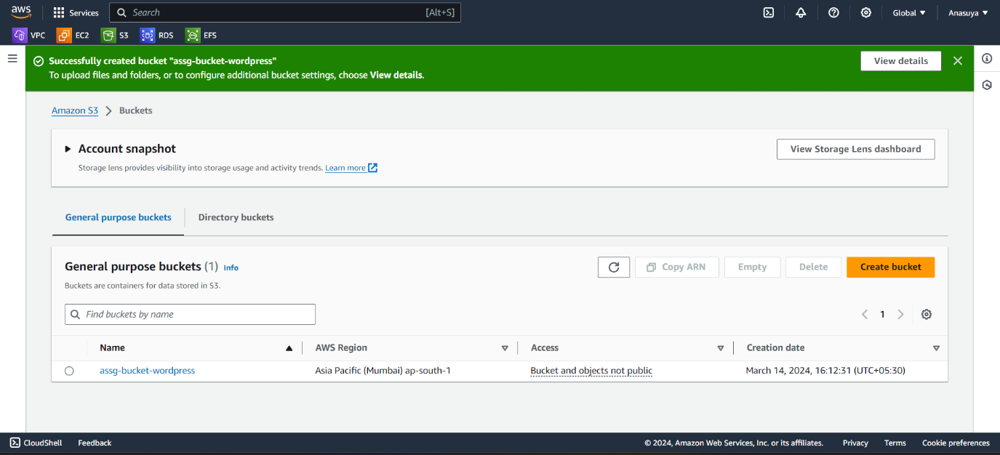 aws Services Search [Alt+S] Global Anasuya
VPC EC2 S3 RDS EFS
Successfully created bucket "assg-bucket-wordpress"
To upload files and folders, or to configure additional bucket settings, choose View details.
View details
Amazon S3 Buckets
Account snapshot
Storage lens provides visibility into storage usage and activity trends. Learn more
View Storage Lens dashboard
General purpose buckets Directory buckets
General purpose buckets (1) Info
Buckets are containers for data stored in S3.
Copy ARN Empty Delete Create bucket
Find buckets by name
1
Name AWS Region Access Creation date
assg-bucket-wordpress Asia Pacific (Mumbai) ap-south-1 Bucket and objects not public March 14, 2024, 16:12:31 (UTC+05:30)
CloudShell Feedback © 2024, Amazon Web Services, Inc. or its affiliates. Privacy Terms Cookie preferences